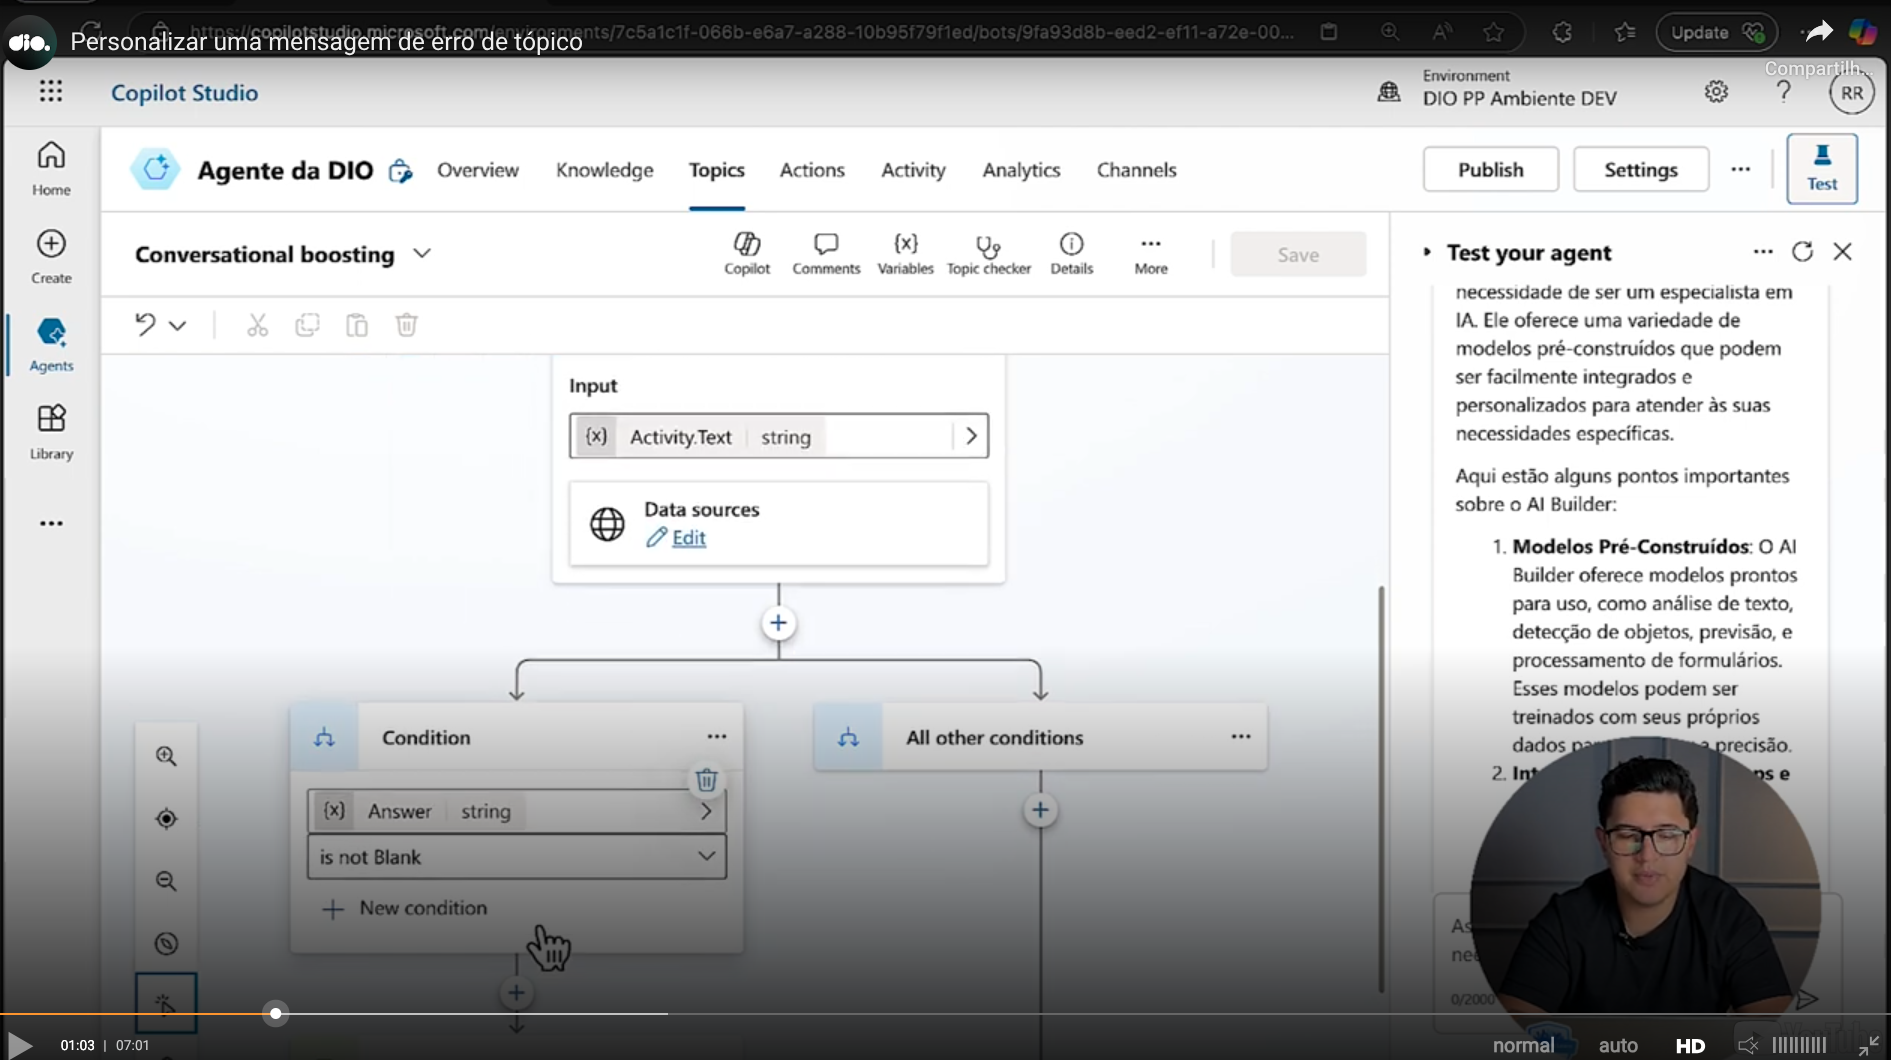 https://copilotstudio.microsoft.com/environments/7c5a1c1f-066b-e6a7-a288-10b95f79f1ed/bots/9fa93d8b-eed2-ef11-a72e-00...
Update
dio. Personalizar uma mensagem de erro de tópico
Compartilh...
Copilot Studio
Environment
DIO PP Ambiente DEV
RR
Home
Create
Agents
Library
Agente da DIO
Overview
Knowledge
Topics
Actions
Activity
Analytics
Channels
Publish
Settings
Test
Conversational boosting
Copilot
Comments
Variables
Topic checker
Details
More
Save
Input
{x} Activity.Text string
Data sources
Edit
Condition
{x} Answer string
is not Blank
New condition
All other conditions
Test your agent
necessidade de ser um especialista em
IA. Ele oferece uma variedade de
modelos pré-construídos que podem
ser facilmente integrados e
personalizados para atender às suas
necessidades específicas.
Aqui estão alguns pontos importantes
sobre o AI Builder:
1. Modelos Pré-Construídos: O AI
Builder oferece modelos prontos
para uso, como análise de texto,
detecção de objetos, previsão, e
processamento de formulários.
Esses modelos podem ser
treinados com seus próprios
dados precisão.
2.
0/2000
01:03 | 07:01
normal
auto
HD